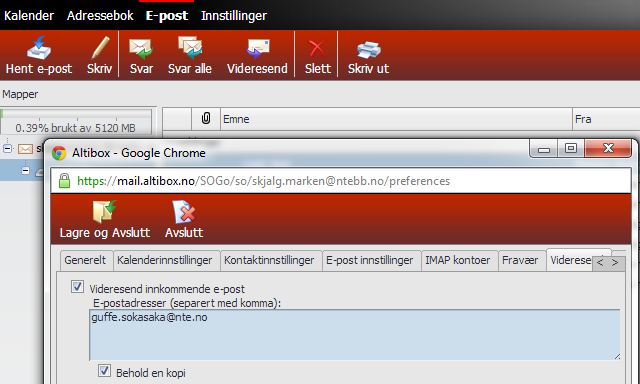 Kalender Adressebok E-post Innstillinger
Hent e-post Skriv Svar Svar alle Videresend Slett Skriv ut
Mapper
Emne Fra
0.39% brukt av 5120 MB
Altibox - Google Chrome
https://mail.altibox.no/SOGo/so/skjalg.marken@ntebb.no/preferences
Lagre og Avslutt Avslutt
Generelt Kalenderinnstillinger Kontaktinnstillinger E-post innstillinger IMAP kontoer Fravær < >
Videresend innkommende e-post
E-postadresser (separert med komma):
guffe.sokasaka@nte.no
Behold en kopi